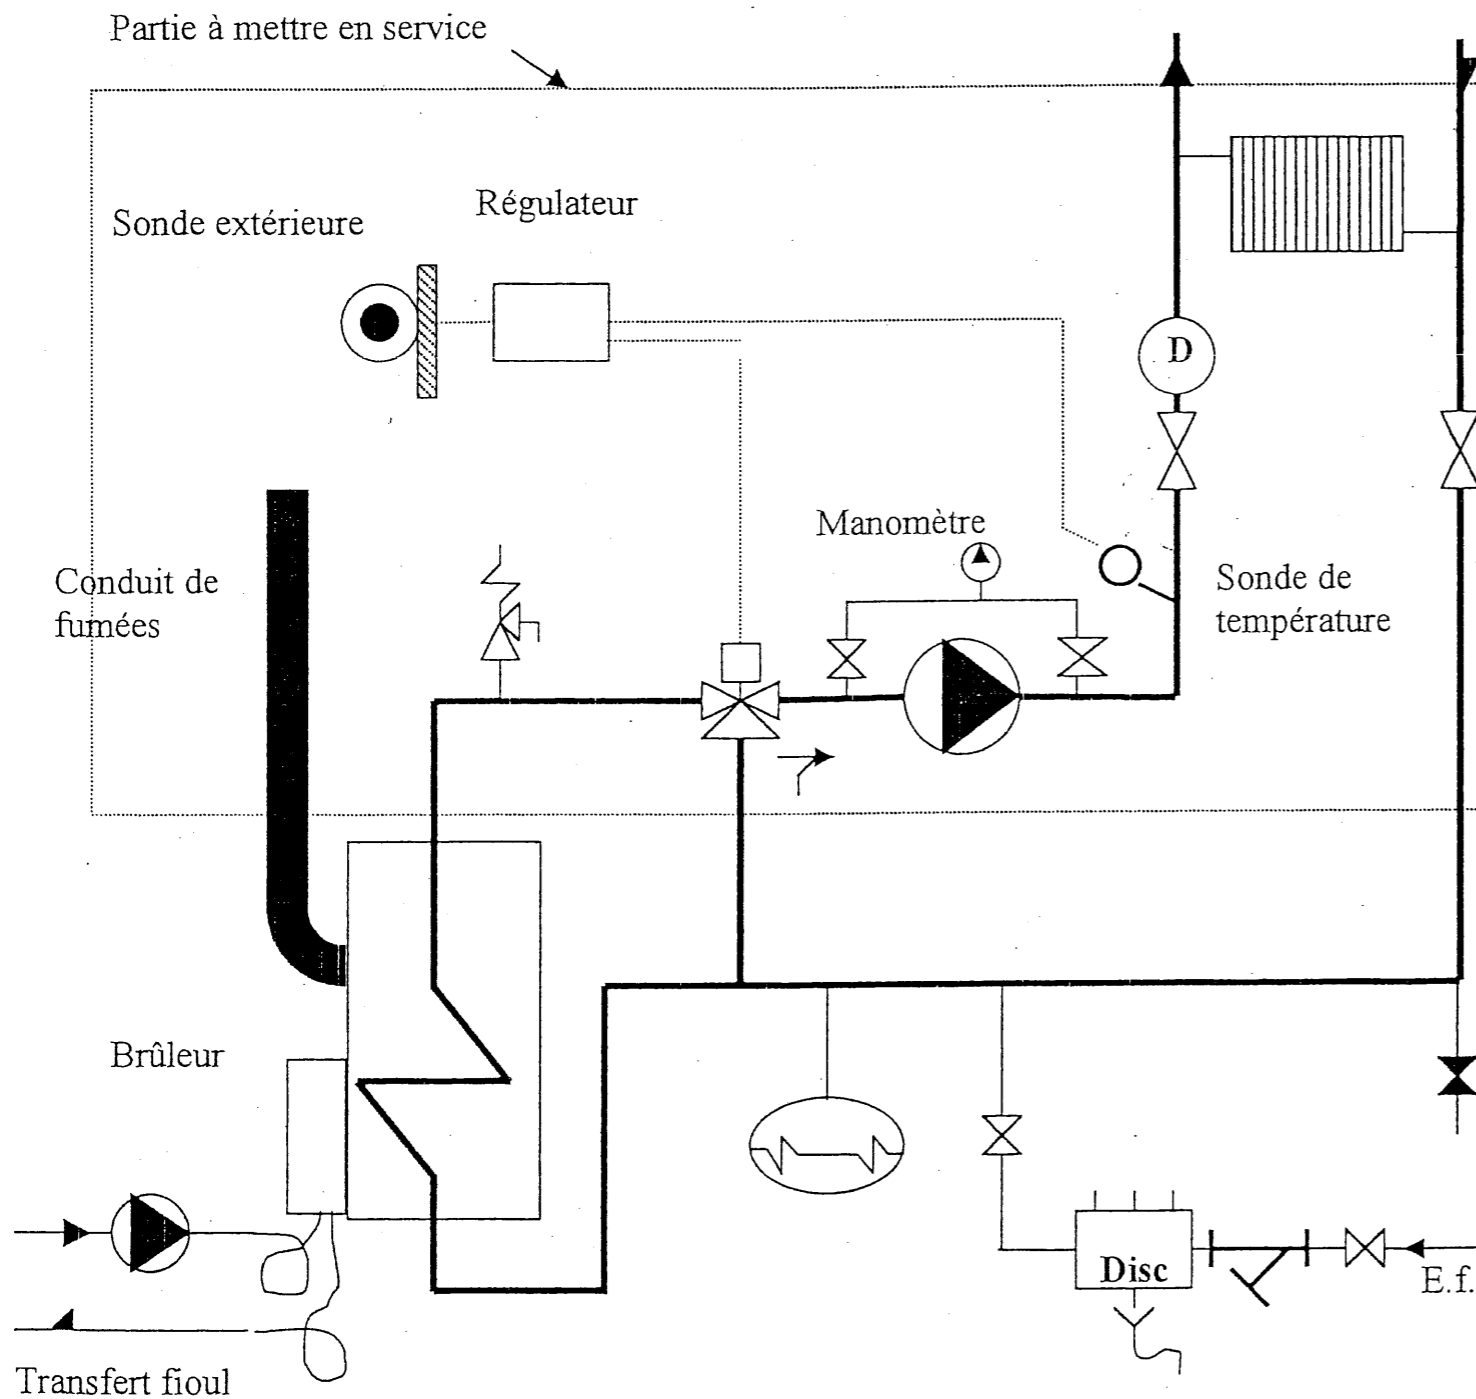 Partie à mettre en service
Sonde extérieure
Régulateur
D
Manomètre
Conduit de
fumées
Sonde de
température
Brûleur
Disc
E.f.
Transfert fioul